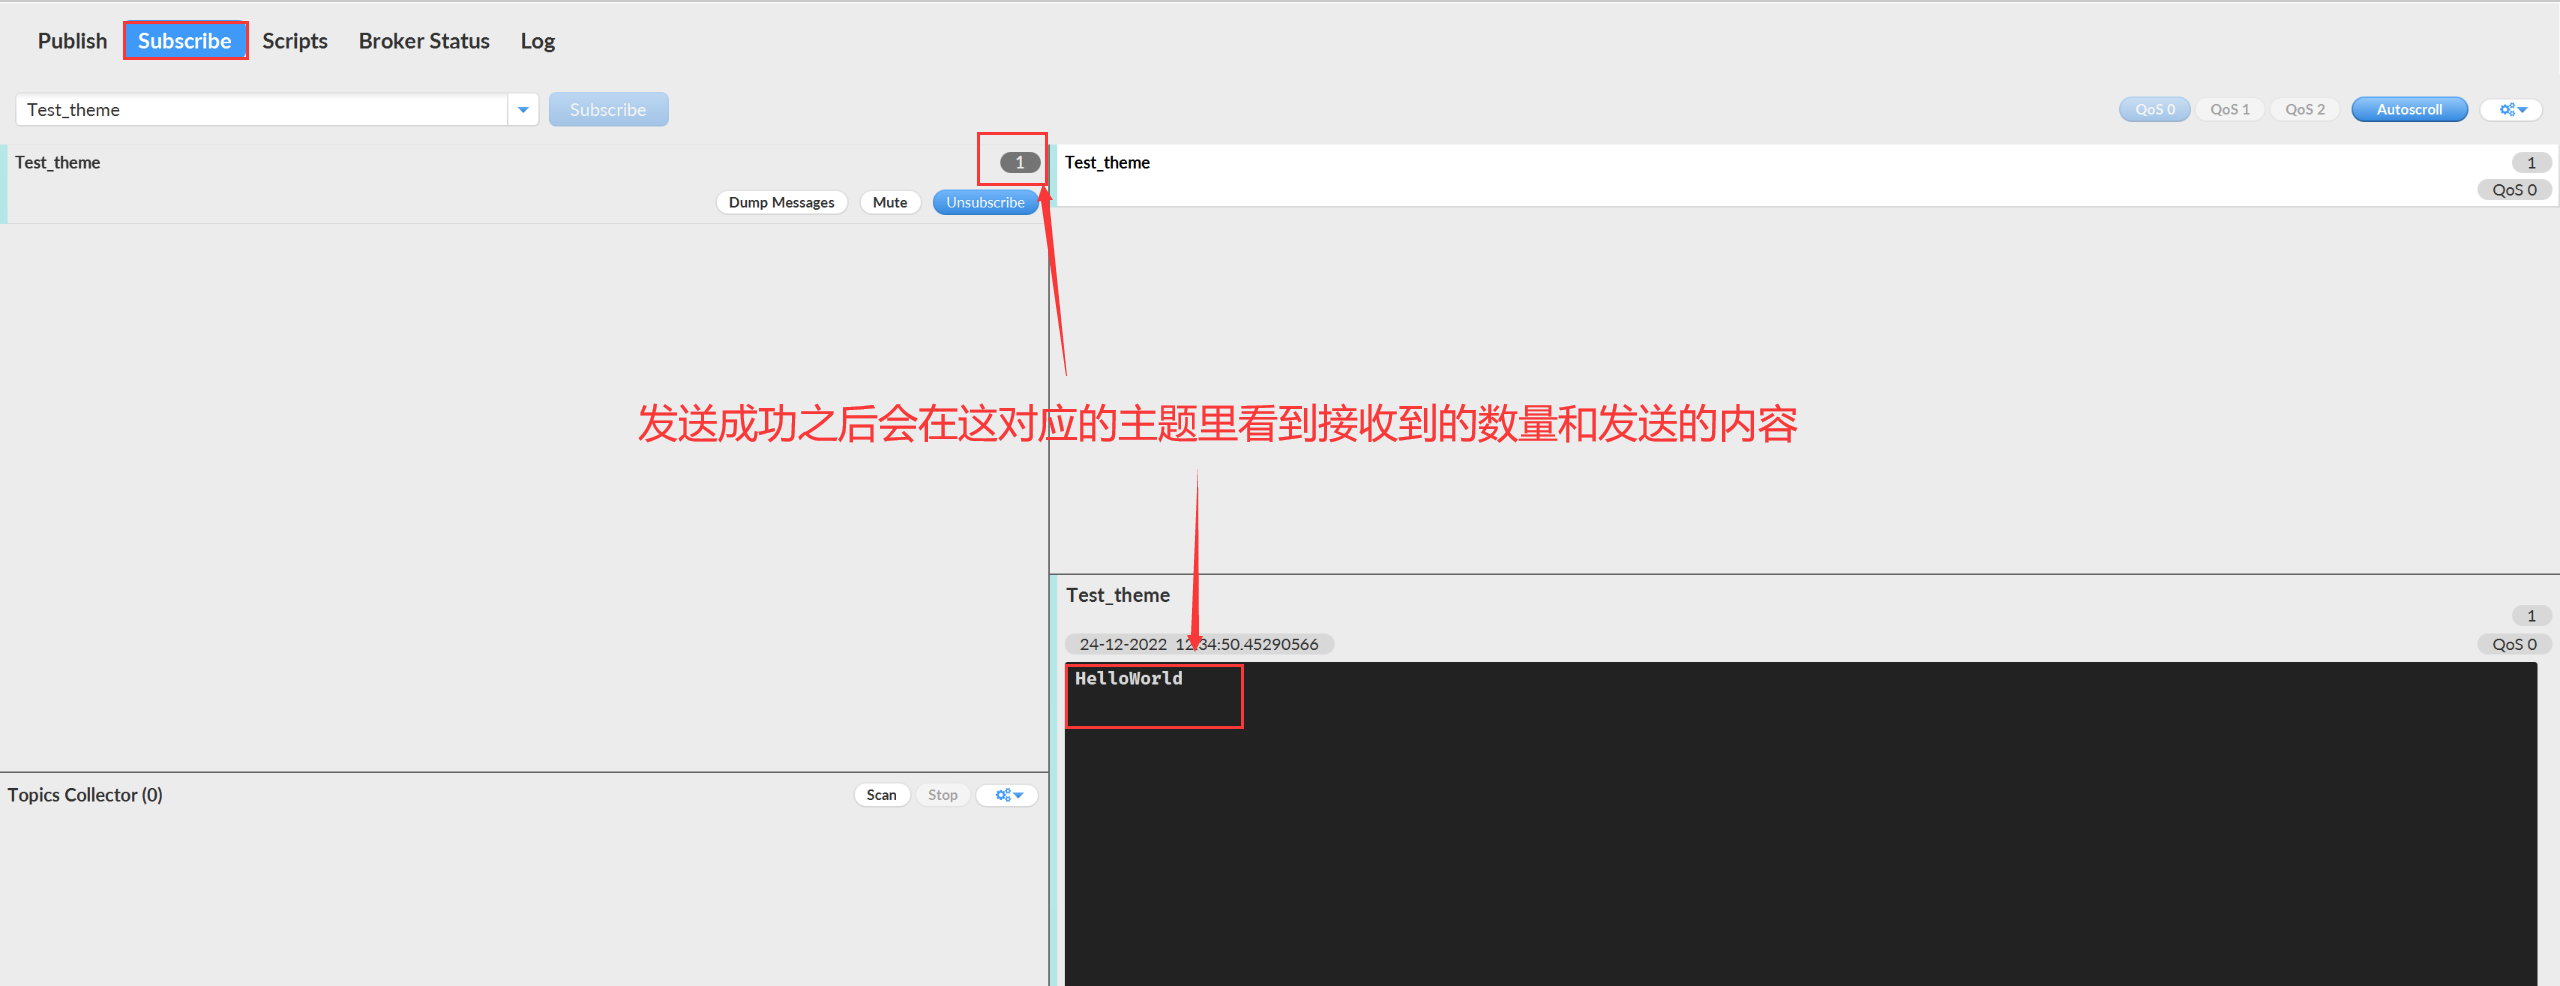 Publish Subscribe Scripts Broker Status Log
Test_theme Subscribe QoS 0 QoS 1 QoS 2 Autoscroll
Test_theme 1
Dump Messages Mute Unsubscribe
Test_theme 1
QoS 0
发送成功之后会在这对应的主题里看到接收到的数量和发送的内容
Test_theme
1
24-12-2022 12:34:50.45290566 QoS 0
HelloWorld
Topics Collector (0) Scan Stop